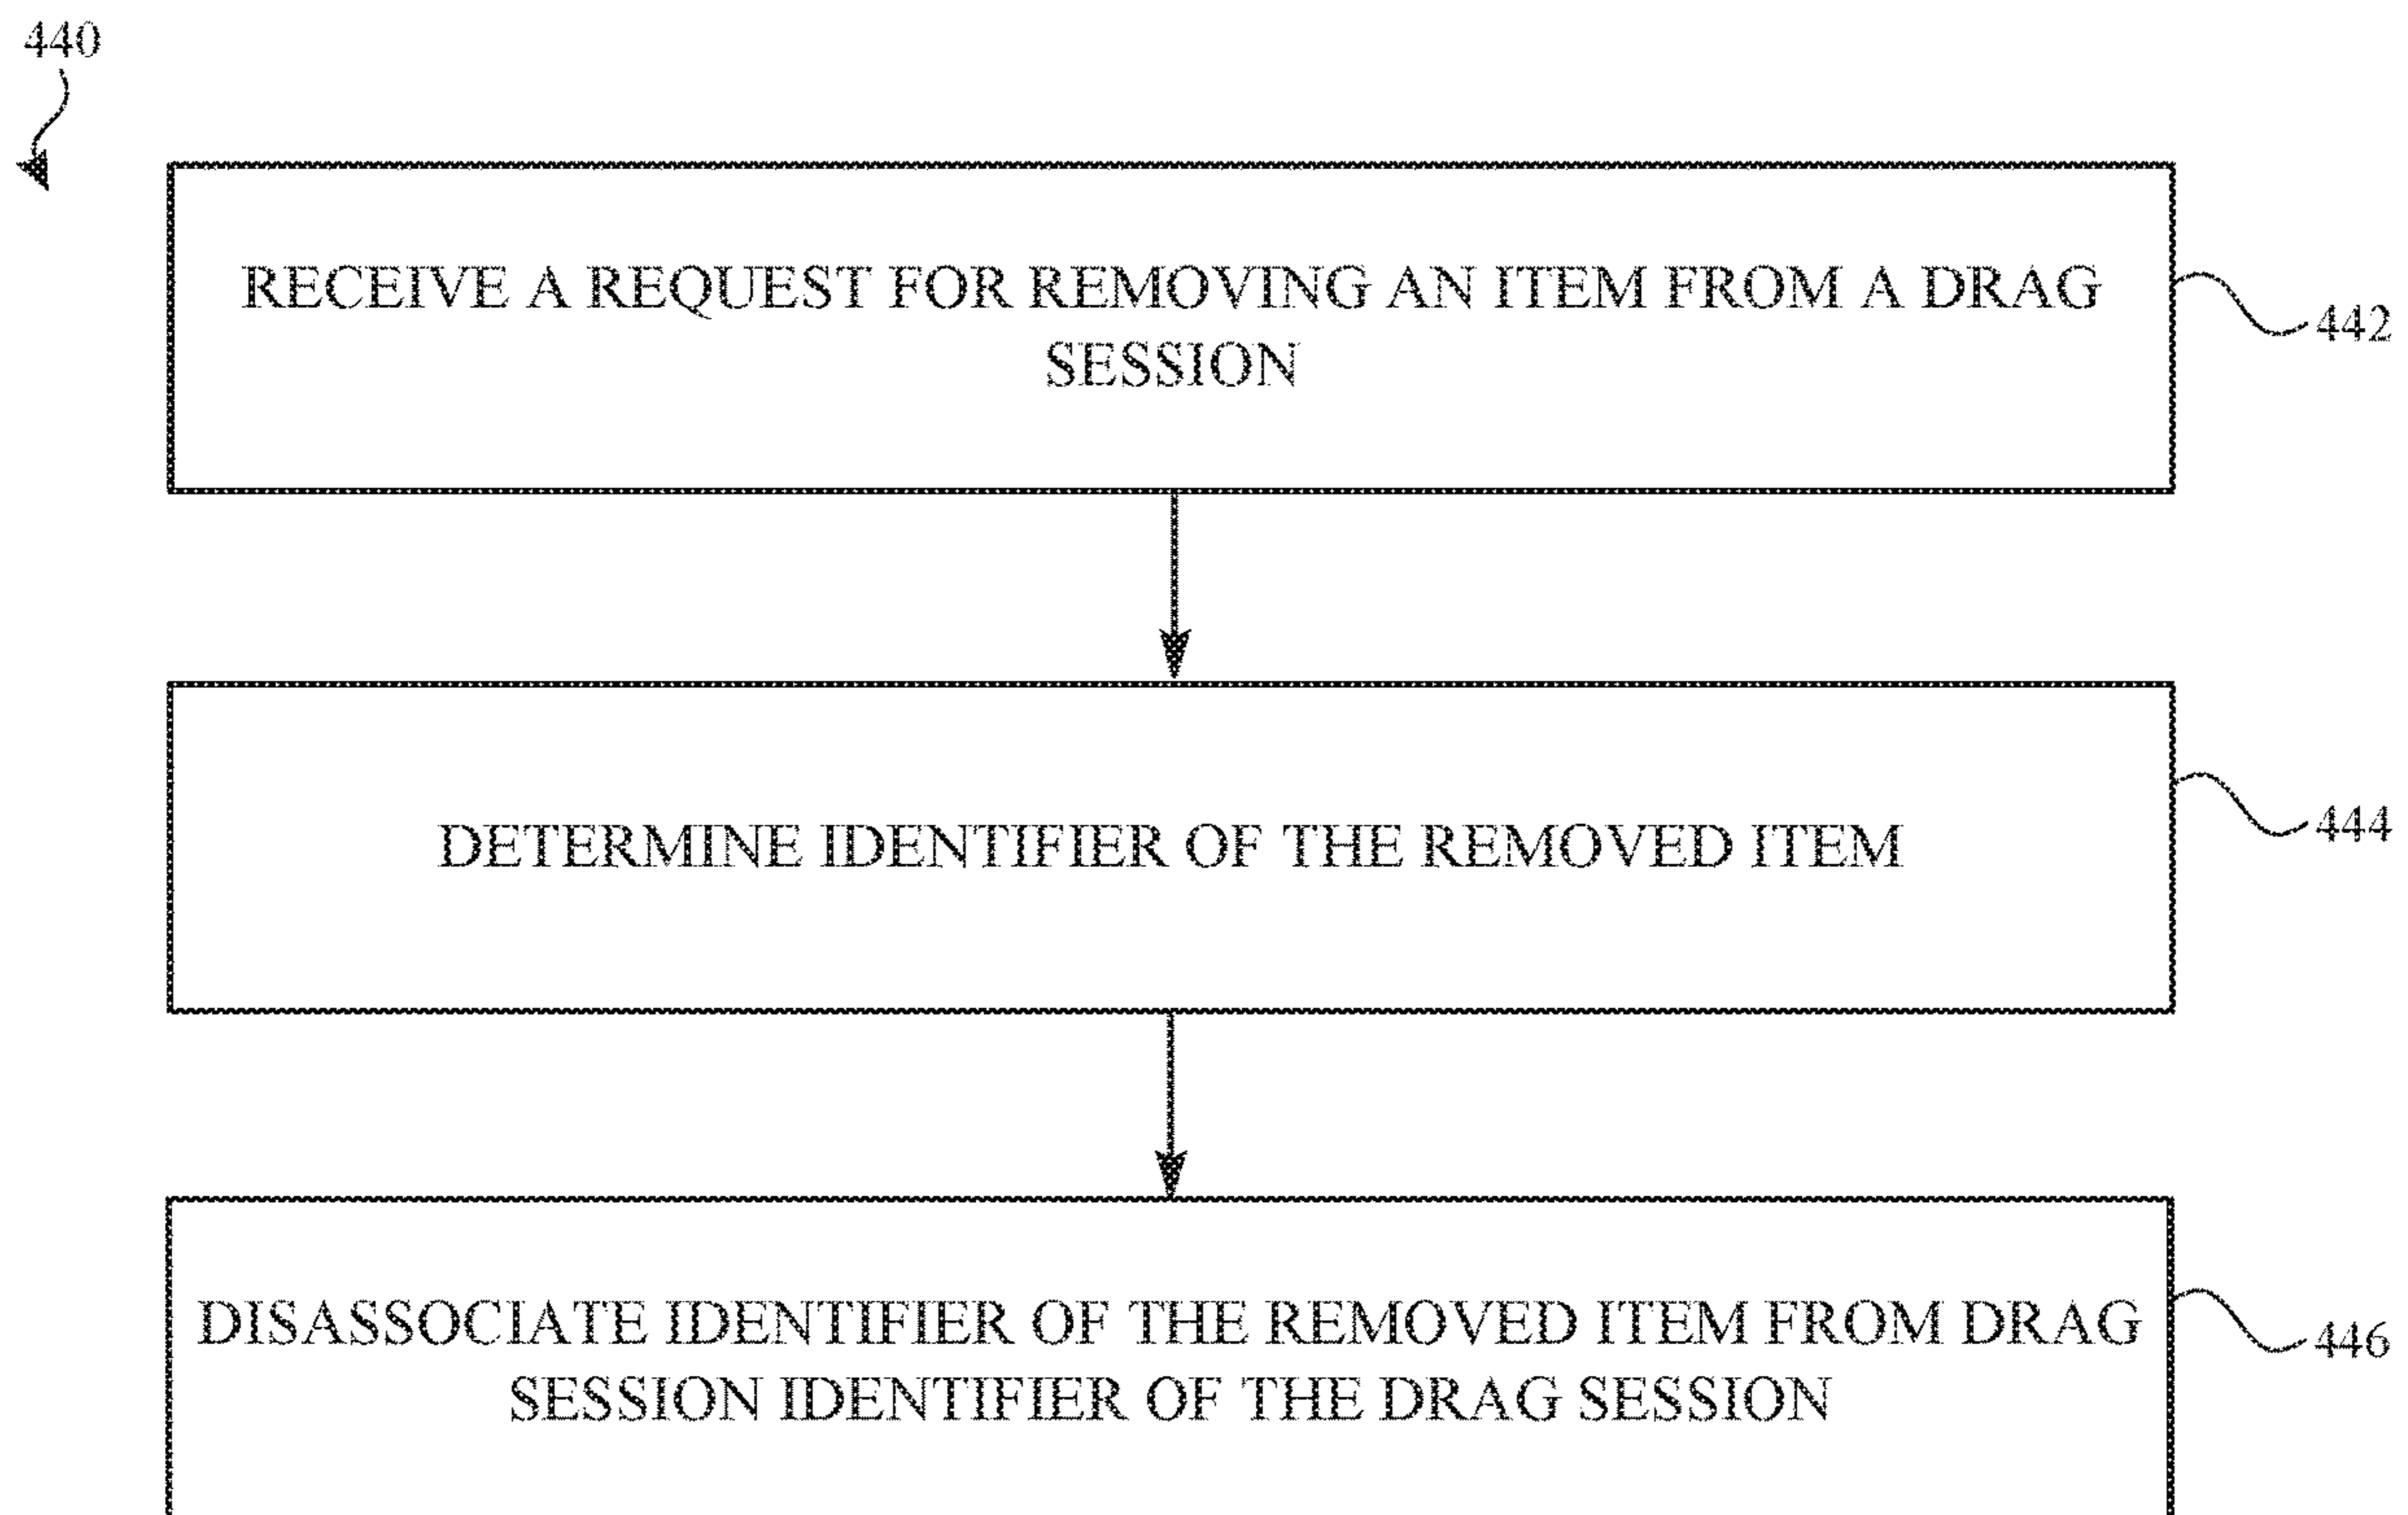 440
RECEIVE A REQUEST FOR REMOVING AN ITEM FROM A DRAG
SESSION
442
DETERMINE IDENTIFIER OF THE REMOVED ITEM
444
DISASSOCIATE IDENTIFIER OF THE REMOVED ITEM FROM DRAG
SESSION IDENTIFIER OF THE DRAG SESSION
446